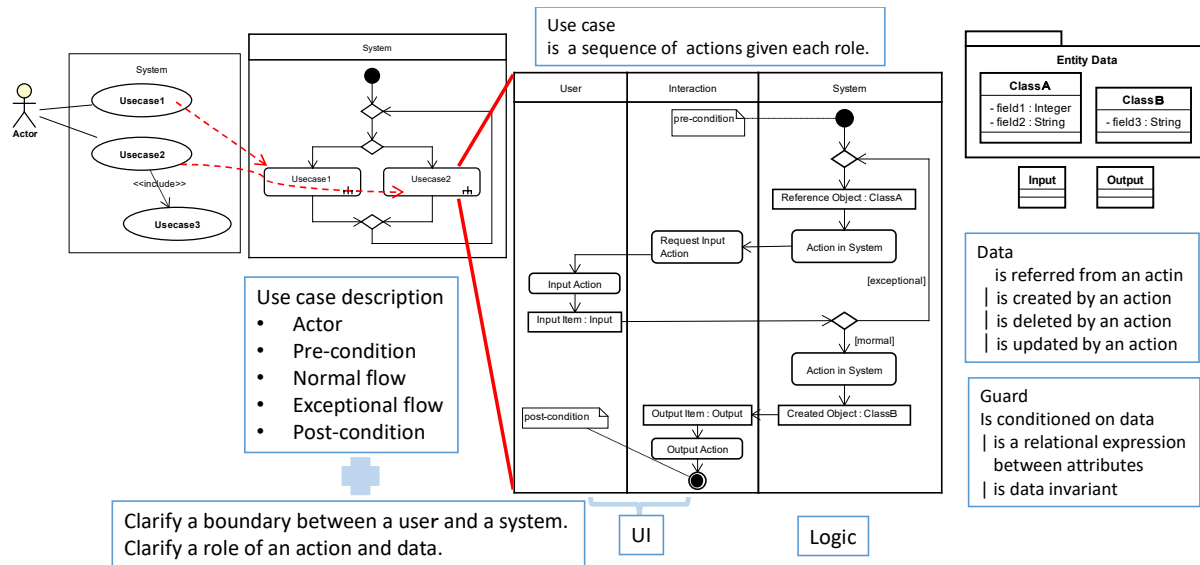 System
Actor
Usecase1
Usecase2
<<include>>
Usecase3
System
Usecase1
Usecase2
Use case
is a sequence of actions given each role.
User
Interaction
System
pre-condition
Reference Object : ClassA
Action in System
Request Input
Action
Input Action
Input Item : Input
[exceptional]
[mormal]
Action in System
Created Object : ClassB
Output Item : Output
Output Action
post-condition
UI
Logic
Use case description
• Actor
• Pre-condition
• Normal flow
• Exceptional flow
• Post-condition
Clarify a boundary between a user and a system.
Clarify a role of an action and data.
Entity Data
ClassA
- field1 : Integer
- field2 : String
ClassB
- field3 : String
Input
Output
Data
is referred from an actin
| is created by an action
| is deleted by an action
| is updated by an action
Guard
Is conditioned on data
| is a relational expression
between attributes
| is data invariant